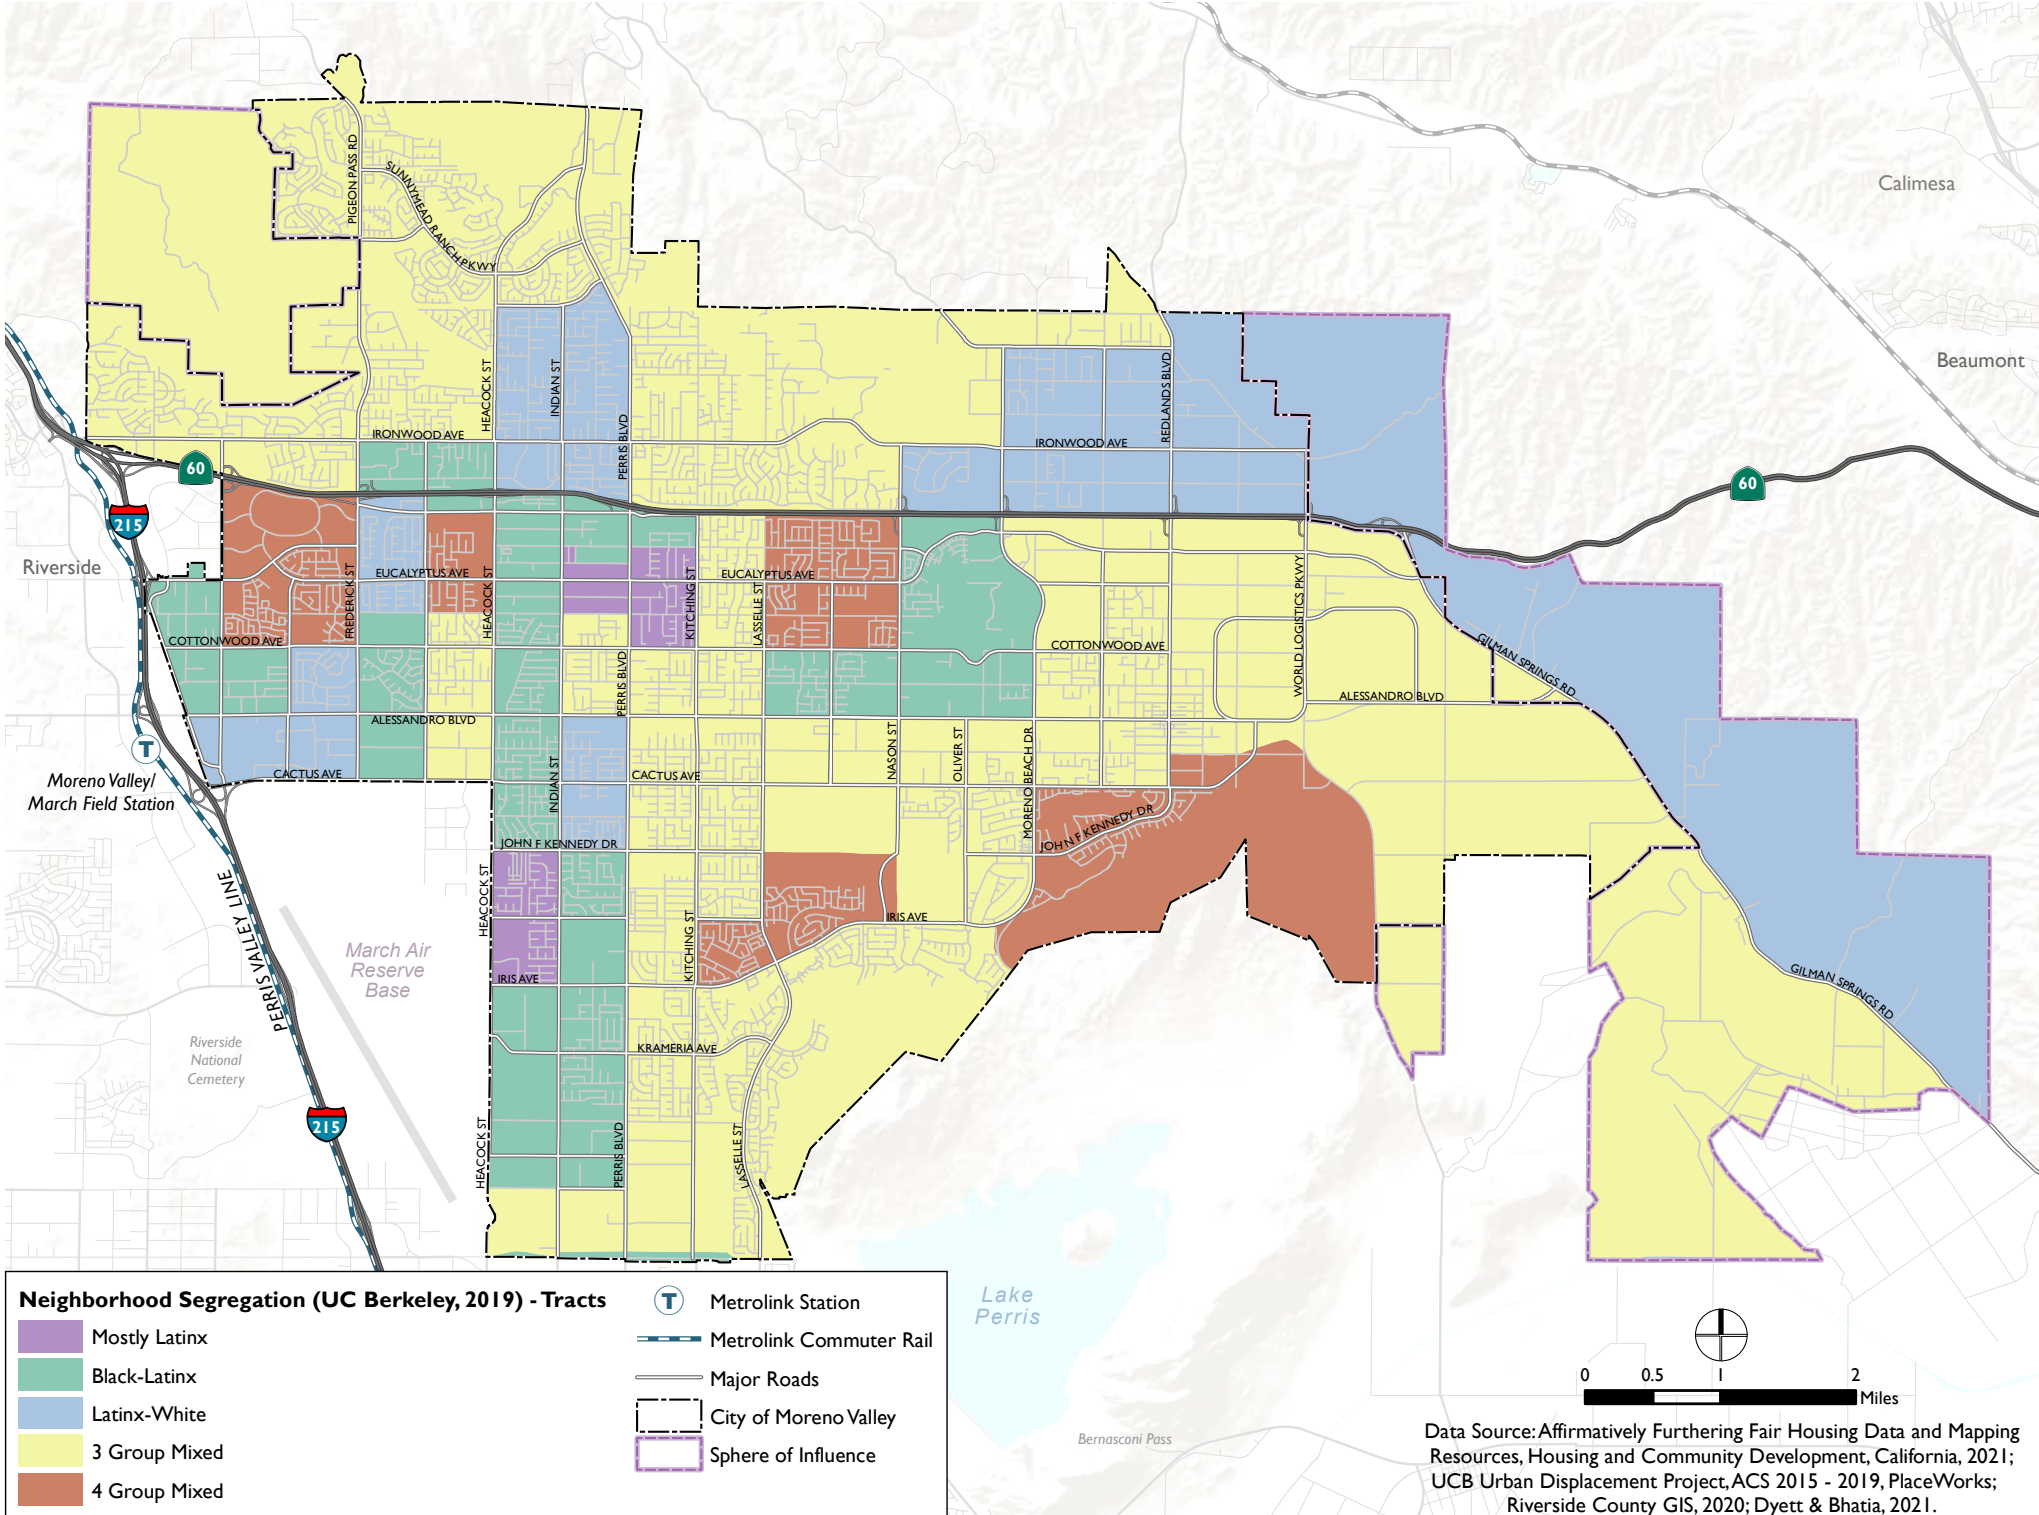 Calimesa
Beaumont
PIGEON PASS RD
SUNNYMEAD RANCH PKWY
HEACOCK ST
INDIAN ST
PERRIS BLVD
REDLANDS BLVD
IRONWOOD AVE
IRONWOOD AVE
60
60
215
Riverside
EUCALYPTUS AVE
EUCALYPTUS AVE
FREDERICK ST
HEACOCK ST
KITCHING ST
LASSELLE ST
WORLD LOGISTICS PKWY
COTTONWOOD AVE
COTTONWOOD AVE
GILMAN SPRINGS RD
PERRIS BLVD
ALESSANDRO BLVD
ALESSANDRO BLVD
NASON ST
OLIVER ST
MORENO BEACH DR
T
Moreno Valley/
March Field Station
CACTUS AVE
CACTUS AVE
INDIAN ST
JOHN F KENNEDY DR
JOHN F KENNEDY DR
HEACOCK ST
PERRIS VALLEY LINE
KITCHING ST
IRIS AVE
IRIS AVE
March Air
Reserve
Base
GILMAN SPRINGS RD
Riverside
National
Cemetery
KRAMERIA AVE
215
HEACOCK ST
PERRIS BLVD
LASSELLE ST
Lake
Perris
Bernasconi Pass
Neighborhood Segregation (UC Berkeley, 2019) - Tracts
Mostly Latinx
Black-Latinx
Latinx-White
3 Group Mixed
4 Group Mixed
T
Metrolink Station
Metrolink Commuter Rail
Major Roads
City of Moreno Valley
Sphere of Influence
0 0.5 1 2
Miles
Data Source: Affirmatively Furthering Fair Housing Data and Mapping
Resources, Housing and Community Development, California, 2021;
UCB Urban Displacement Project, ACS 2015 - 2019, PlaceWorks;
Riverside County GIS, 2020; Dyett & Bhatia, 2021.